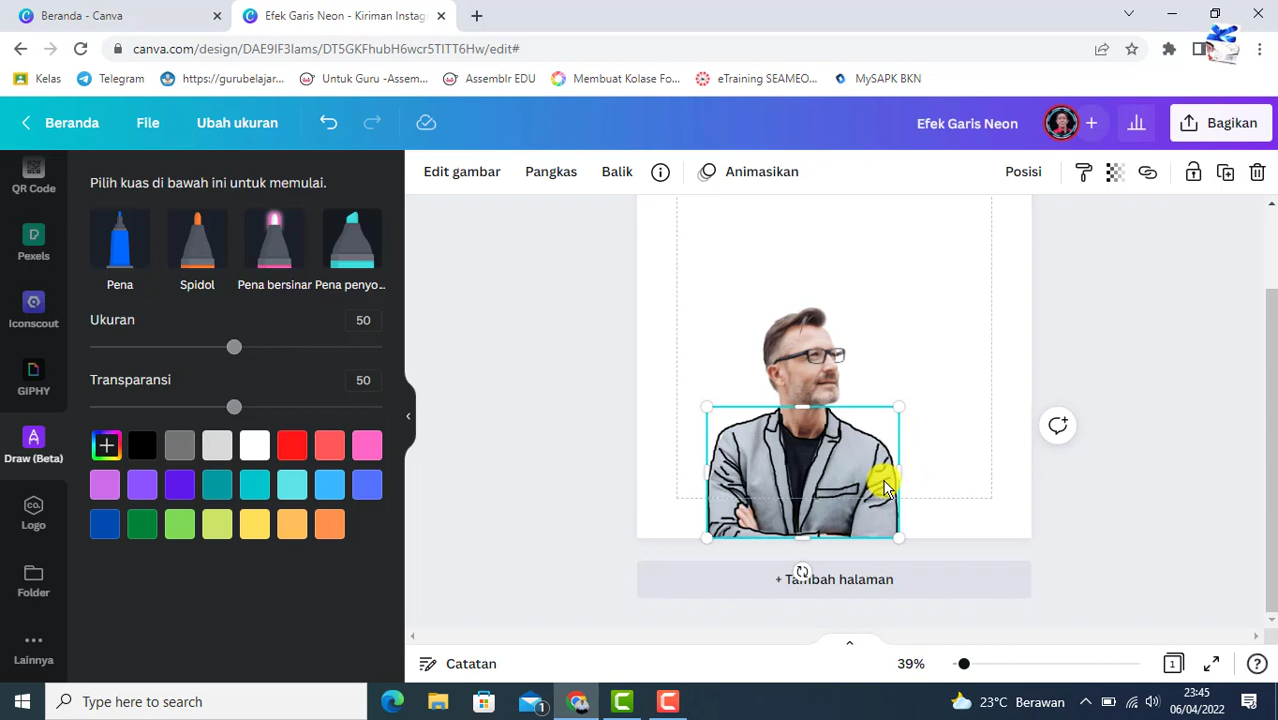 Beranda - Canva
Efek Garis Neon - Kiriman Instag
canva.com/design/DAE9IF3Iams/DT5GKFhubH6wcr5TITT6Hw/edit#
Kelas
Telegram
https://gurubelajar...
Untuk Guru -Assem...
Assemblr EDU
Membuat Kolase Fo...
Training SEAMEO...
MySAPK BKN
Beranda
File
Ubah ukuran
Efek Garis Neon
Bagikan
QR Code
Pexels
Iconscout
GIPHY
Draw (Beta)
Logo
Folder
Lainnya
Pilih kuas di bawah ini untuk memulai.
Pena
Spidol
Pena bersinar
Pena penyo...
Ukuran
50
Transparansi
50
Edit gambar
Pangkas
Balik
Animasikan
Posisi
+ Tambah halaman
Catatan
39%
1
Type here to search
1
23°C Berawan
23:45
06/04/2022